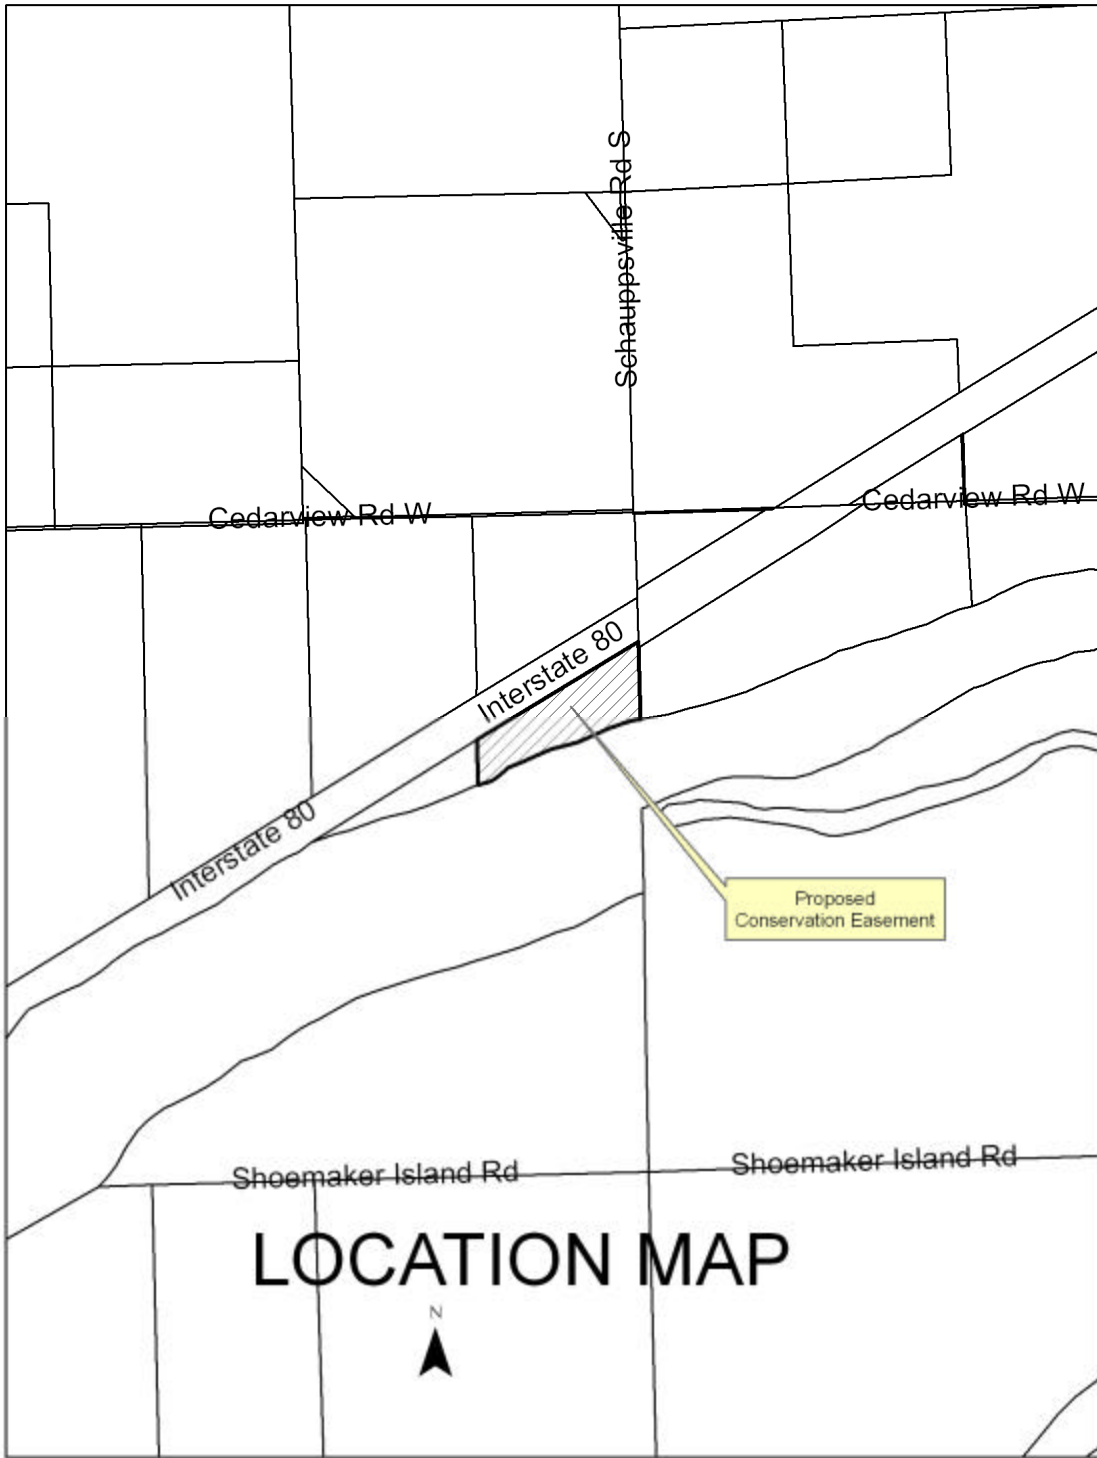 Schauppsville Rd S
Cedarview Rd W
Cedarview Rd W
Interstate 80
Interstate 80
Proposed
Conservation Easement
Shoemaker Island Rd
Shoemaker Island Rd
LOCATION MAP
N